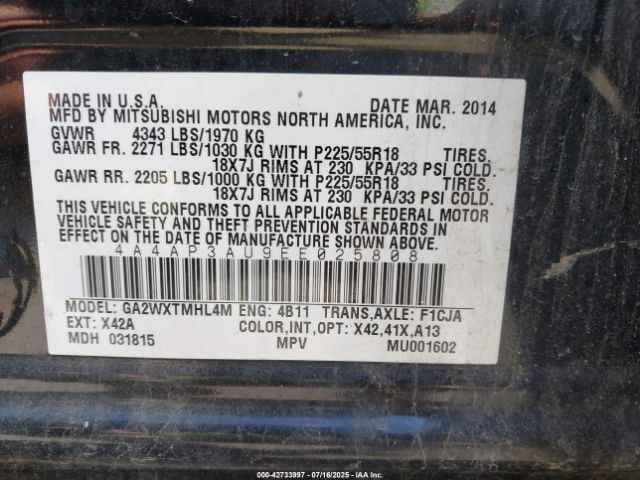 MADE IN U.S.A. DATE MAR. 2014
MFD BY MITSUBISHI MOTORS NORTH AMERICA, INC.
GVWR 4343 LBS/1970 KG
GAWR FR. 2271 LBS/1030 KG WITH P225/55R18 TIRES.
18X7J RIMS AT 230 KPA/33 PSI COLD.
GAWR RR. 2205 LBS/1000 KG WITH P225/55R18 TIRES.
18X7J RIMS AT 230 KPA/33 PSI COLD.
THIS VEHICLE CONFORMS TO ALL APPLICABLE FEDERAL MOTOR
VEHICLE SAFETY AND THEFT PREVENTION STANDARDS IN
EFFECT ON THE DATE OF MANUFACTURE SHOWN ABOVE.
4A4AP3AU9EE025808
MODEL: GA2WXTMHL4M ENG: 4B11 TRANS,AXLE: F1CJA
EXT: X42A COLOR,INT,OPT: X42,41X,A13
MDH 031815 MPV MU001602
000-42733997 - 07/16/2025 - IAA Inc.